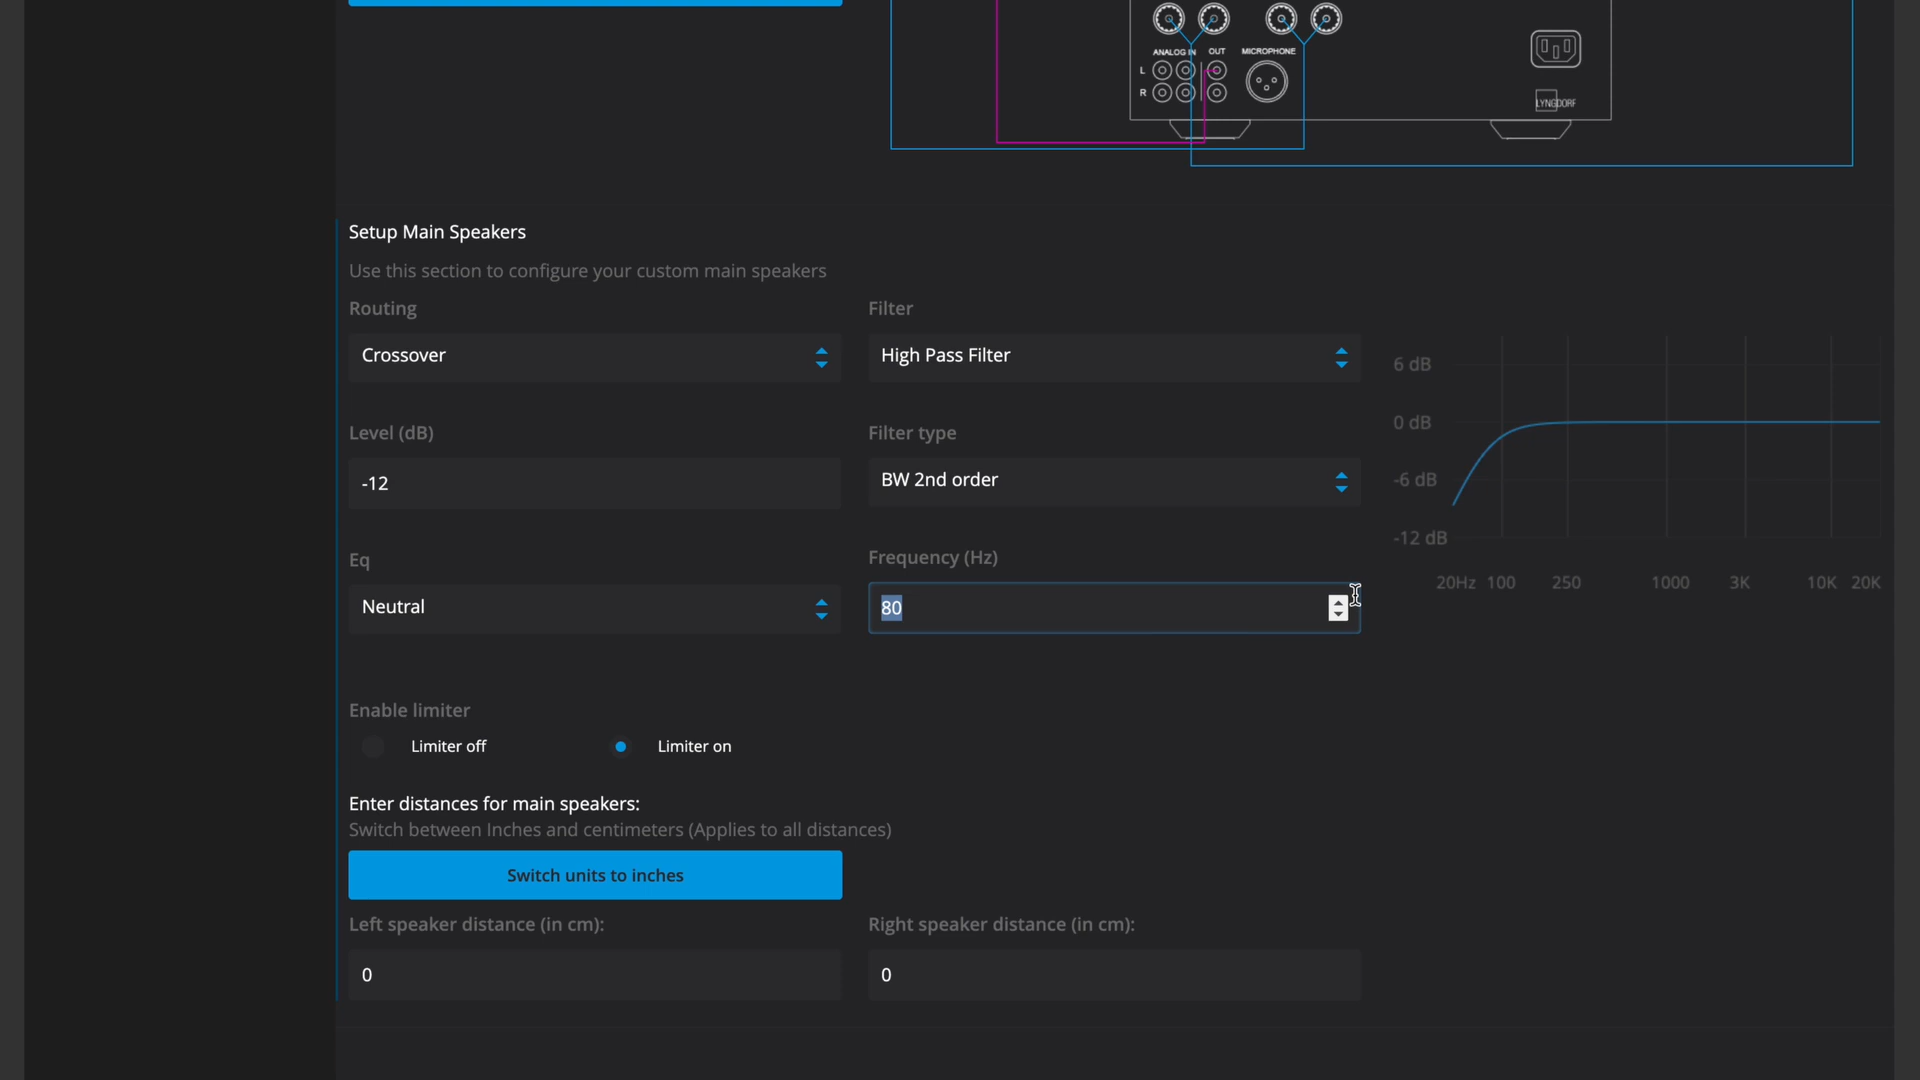 ANALOG IN OUT MICROPHONE
L
R
LYNGDORF
Setup Main Speakers
Use this section to configure your custom main speakers
Routing
Filter
Crossover
High Pass Filter
Level (dB)
Filter type
-12
BW 2nd order
Eq
Frequency (Hz)
Neutral
80
6 dB
0 dB
-6 dB
-12 dB
20Hz 100 250 1000 3K 10K 20K
Enable limiter
Limiter off
Limiter on
Enter distances for main speakers:
Switch between Inches and centimeters (Applies to all distances)
Switch units to inches
Left speaker distance (in cm):
Right speaker distance (in cm):
0
0